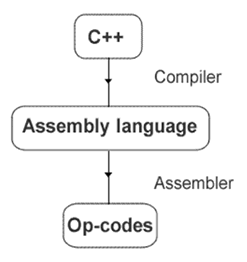 C++
Compiler
Assembly language
Assembler
Op-codes